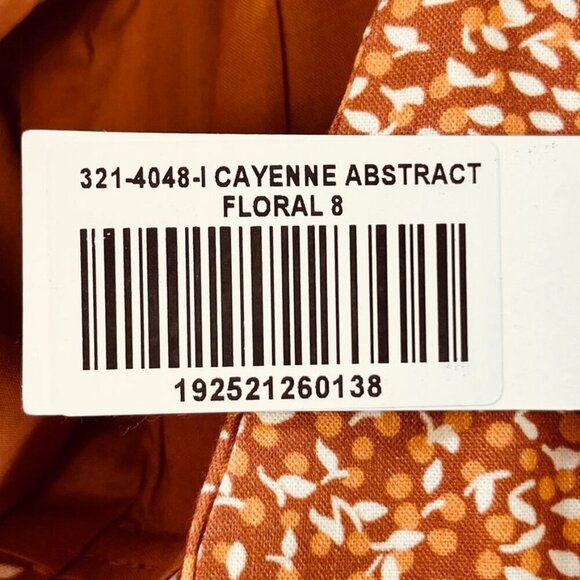 321-4048-I CAYENNE ABSTRACT
FLORAL 8
192521260138